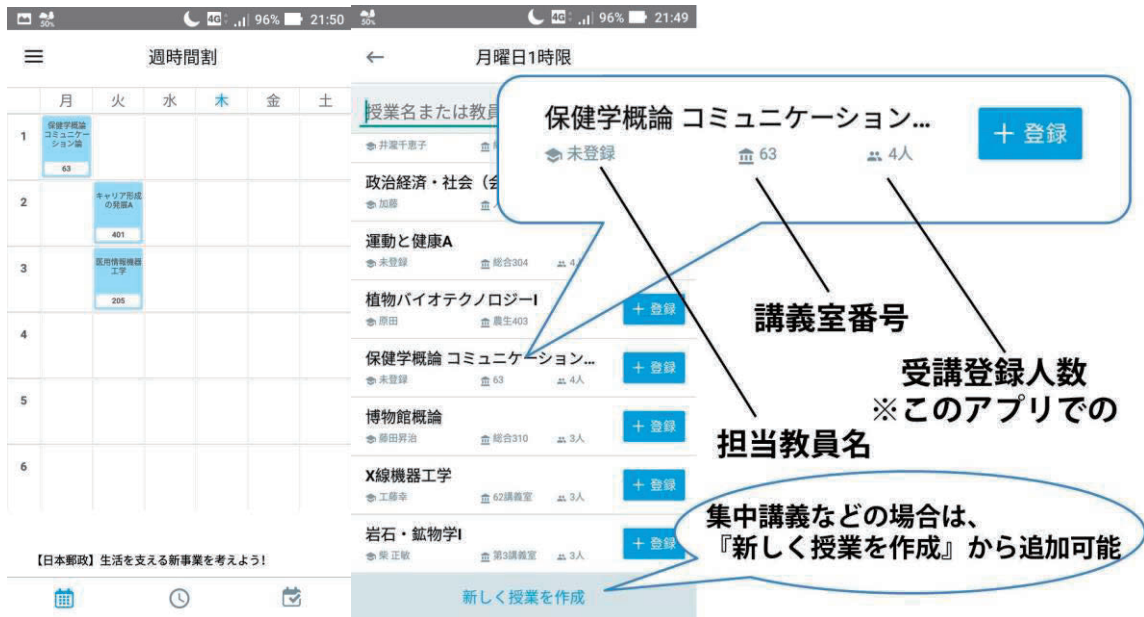 50%
4G 96% 21:50
週時間割
月 火 水 木 金 土
1
保健学概論
コミュニケー
ション論
63
2
キャリア形成
の発展A
401
3
医用情報機器
工学
205
4
5
6
【日本郵政】生活を支える新事業を考えよう!
50%
4G 96% 21:49
月曜日1時限
授業名または教員
井瀧千恵子
政治経済・社会（会
加藤
運動と健康A
未登録 総合304 4人
植物バイオテクノロジーI
原田 農生403
+ 登録
保健学概論 コミュニケーション...
未登録 63 4人
+ 登録
博物館概論
藤田昇治 総合310 3人
+ 登録
X線機器工学
工藤幸 62講義室 3人
+ 登録
岩石・鉱物学I
柴 正敏 第3講義室 3人
+ 登録
新しく授業を作成
保健学概論 コミュニケーション...
未登録 63 4人
+ 登録
講義室番号
受講登録人数
※このアプリでの
担当教員名
集中講義などの場合は、
『新しく授業を作成』から追加可能